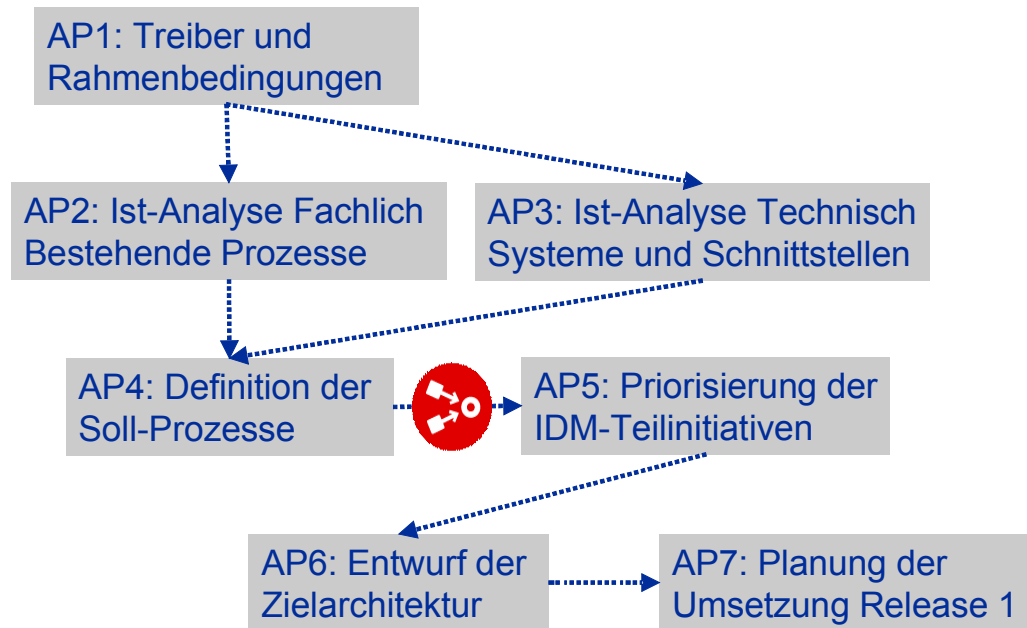 AP1: Treiber und
Rahmenbedingungen
AP2: Ist-Analyse Fachlich
Bestehende Prozesse
AP3: Ist-Analyse Technisch
Systeme und Schnittstellen
AP4: Definition der
Soll-Prozesse
AP5: Priorisierung der
IDM-Teilinitiativen
AP6: Entwurf der
Zielarchitektur
AP7: Planung der
Umsetzung Release 1